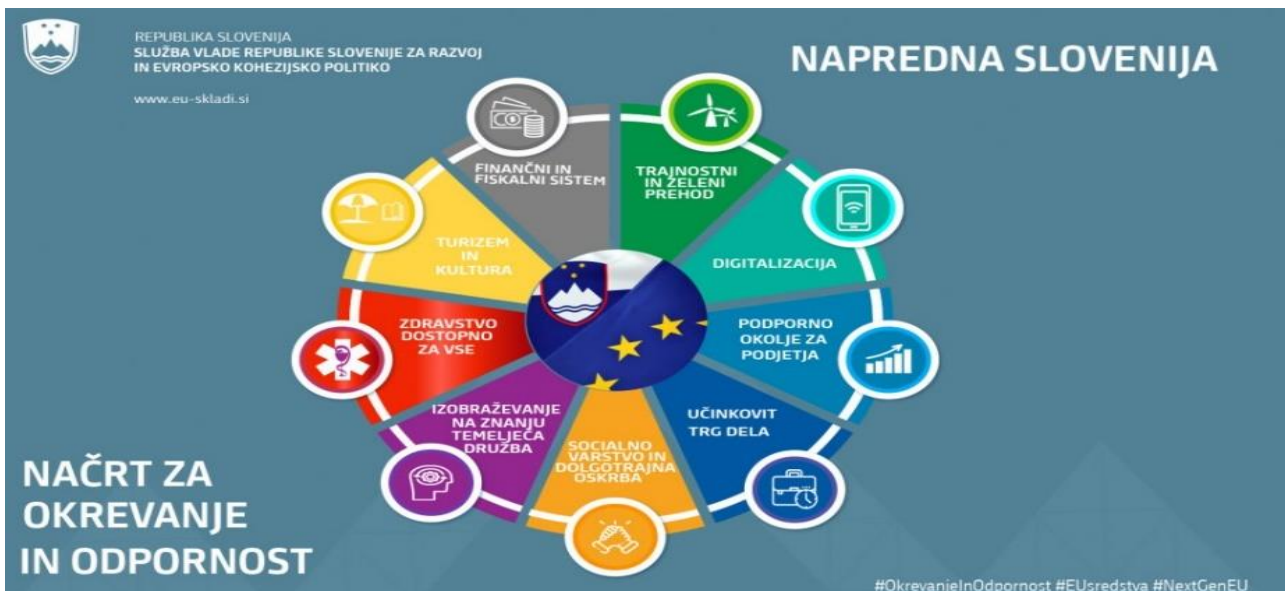 REPUBLIKA SLOVENIJA
SLUŽBA VLADE REPUBLIKE SLOVENIJE ZA RAZVOJ
IN EVROPSKO KOHEZIJSKO POLITIKO
www.eu-skladi.si
NAPREDNA SLOVENIJA
FINANČNI IN
FISKALNI SISTEM
TRAJNOSTNI
IN ZELENI
PREHOD
DIGITALIZACIJA
PODPORNO
OKOLJE ZA
PODJETJA
UČINKOVIT
TRG DELA
SOCIALNO
VARSTVO IN
DOLGOTRAJNA
OSKRBA
IZOBRAŽEVANJE
NA ZNANJU
TEMELJEČA
DRUŽBA
ZDRAVSTVO
DOSTOPNO
ZA VSE
TURIZEM
IN
KULTURA
NAČRT ZA
OKREVANJE
IN ODPORNOST
#OkrevanjeInOdpornost #EUsredstva #NextGenEU